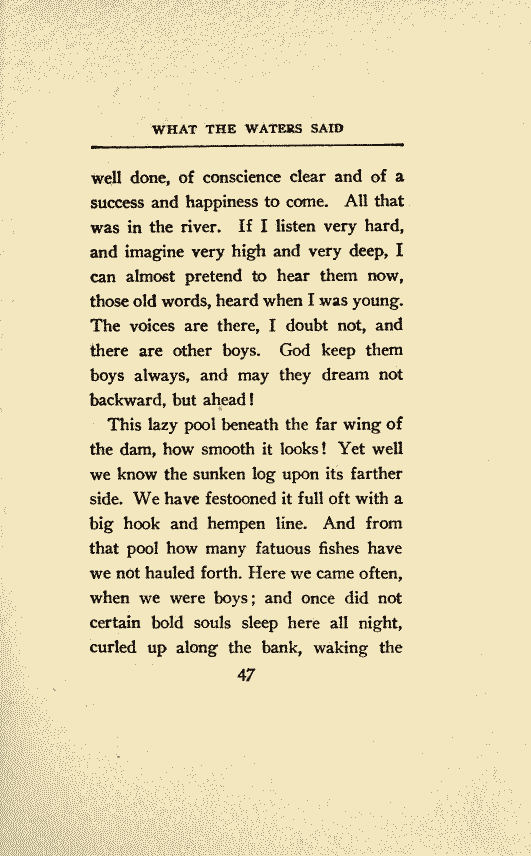 WHAT THE WATERS SAID
well done, of conscience clear and of a
success and happiness to come. All that
was in the river. If I listen very hard,
and imagine very high and very deep, I
can almost pretend to hear them now,
those old words, heard when I was young.
The voices are there, I doubt not, and
there are other boys. God keep them
boys always, and may they dream not
backward, but ahead!
This lazy pool beneath the far wing of
the dam, how smooth it looks! Yet well
we know the sunken log upon its farther
side. We have festooned it full oft with a
big hook and hempen line. And from
that pool how many fatuous fishes have
we not hauled forth. Here we came often,
when we were boys; and once did not
certain bold souls sleep here all night,
curled up along the bank, waking the
47